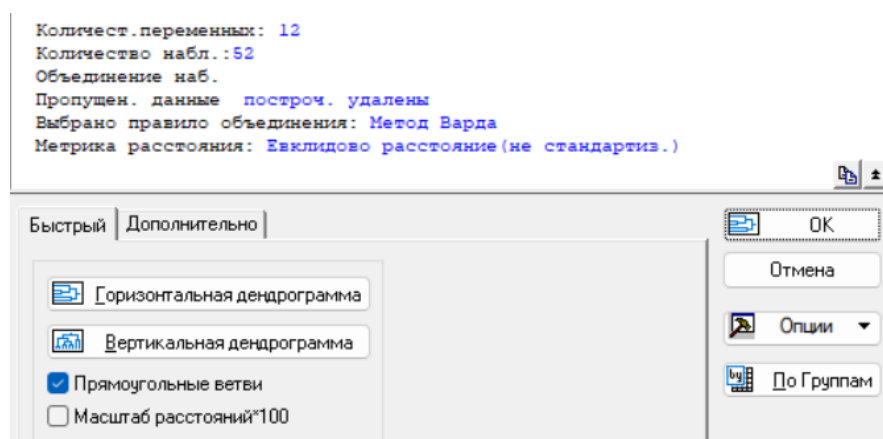 Количест.переменных: 12
Количество набл.:52
Объединение наб.
Пропущен. данные построч. удалены
Выбрано правило объединения: Метод Варда
Метрика расстояния: Евклидово расстояние(не стандартиз.)
Быстрый Дополнительно
Горизонтальная дендрограмма
Вертикальная дендрограмма
Прямоугольные ветви
Масштаб расстояний*100
OK
Отмена
Опции
По Группам